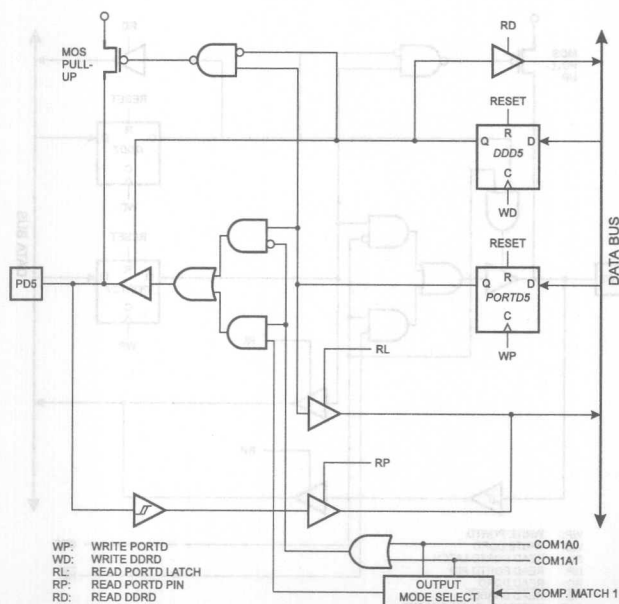 RD
MOS
PULL-
UP
RESET
R
Q DDD5 D
C
WD
DATA BUS
RESET
R
PD5
Q PORTD5 D
C
WP
RL
RP
WP: WRITE PORTD
WD: WRITE DDRD
RL: READ PORTD LATCH
RP: READ PORTD PIN
RD: READ DDRD
COM1A0
COM1A1
OUTPUT
MODE SELECT
COMP. MATCH 1